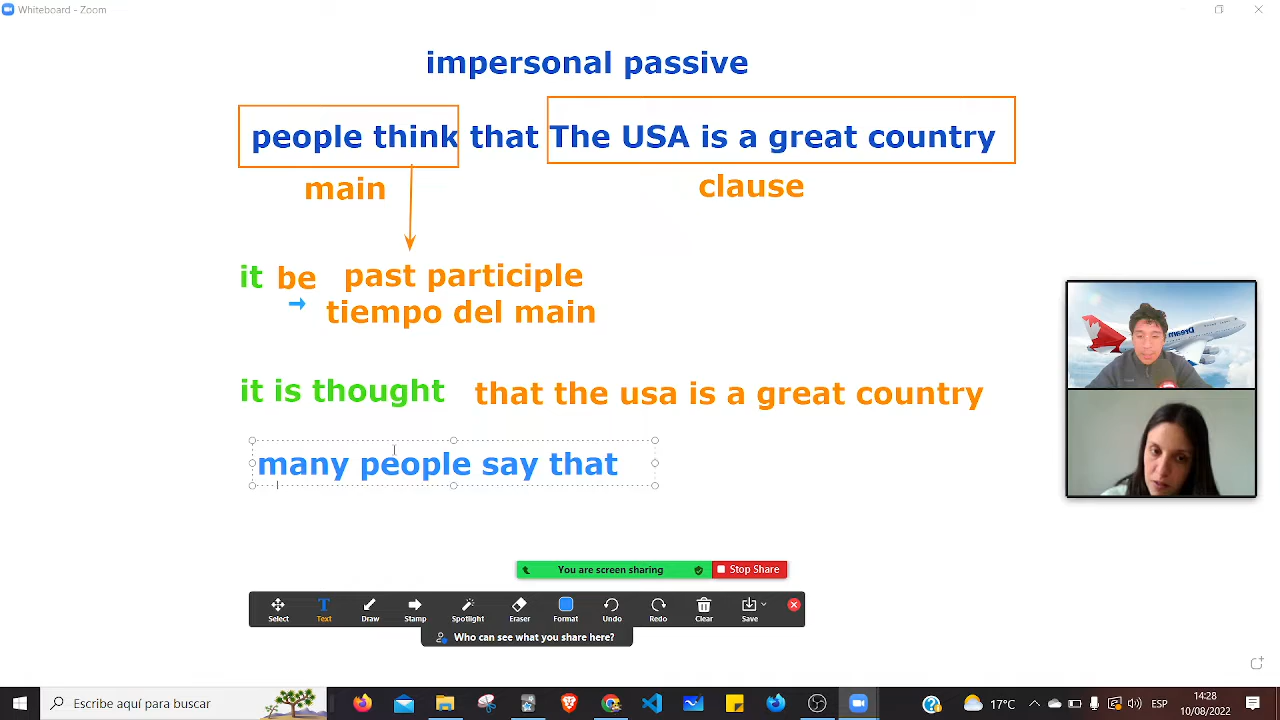 Whiteboard - Zoom
impersonal passive
people think that The USA is a great country
main
clause
it be past participle
tiempo del main
it is thought that the usa is a great country
many people say that
You are screen sharing
Stop Share
Select
Text
Draw
Stamp
Spotlight
Eraser
Format
Undo
Redo
Clear
Save
Who can see what you share here?
Escribe aquí para buscar
17°C
ESP
14:28
10/08/2022